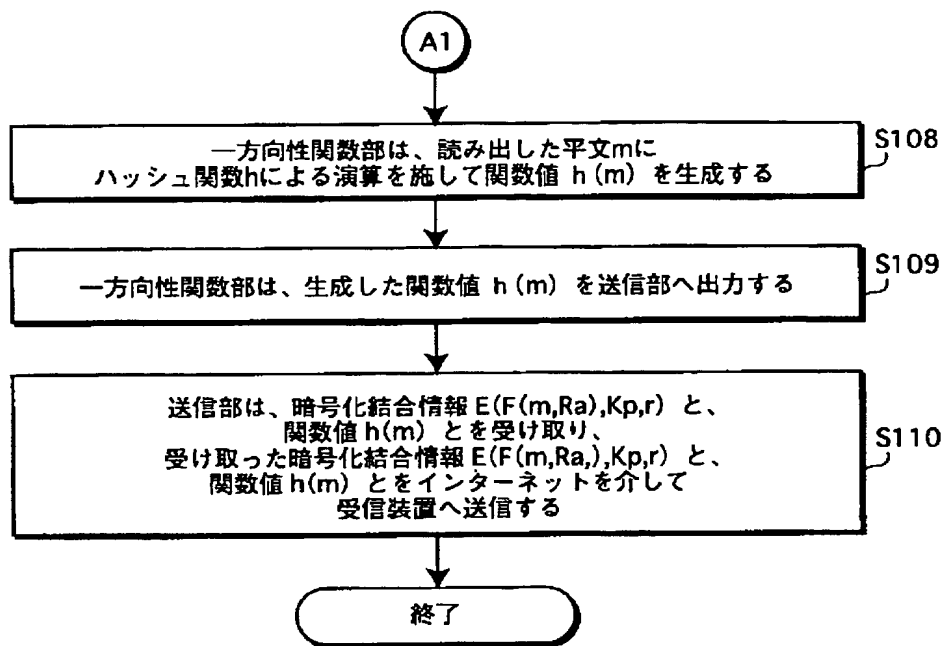 A1
一方向性関数部は、読み出した平文mに
ハッシュ関数hによる演算を施して関数値 h(m) を生成する
S108
一方向性関数部は、生成した関数値 h(m) を送信部へ出力する
S109
送信部は、暗号化結合情報 E(F(m,Ra),Kp,r) と、
関数値 h(m) とを受け取り、
受け取った暗号化結合情報 E(F(m,Ra,),Kp,r) と、
関数値 h(m) とをインターネットを介して
受信装置へ送信する
S110
終了